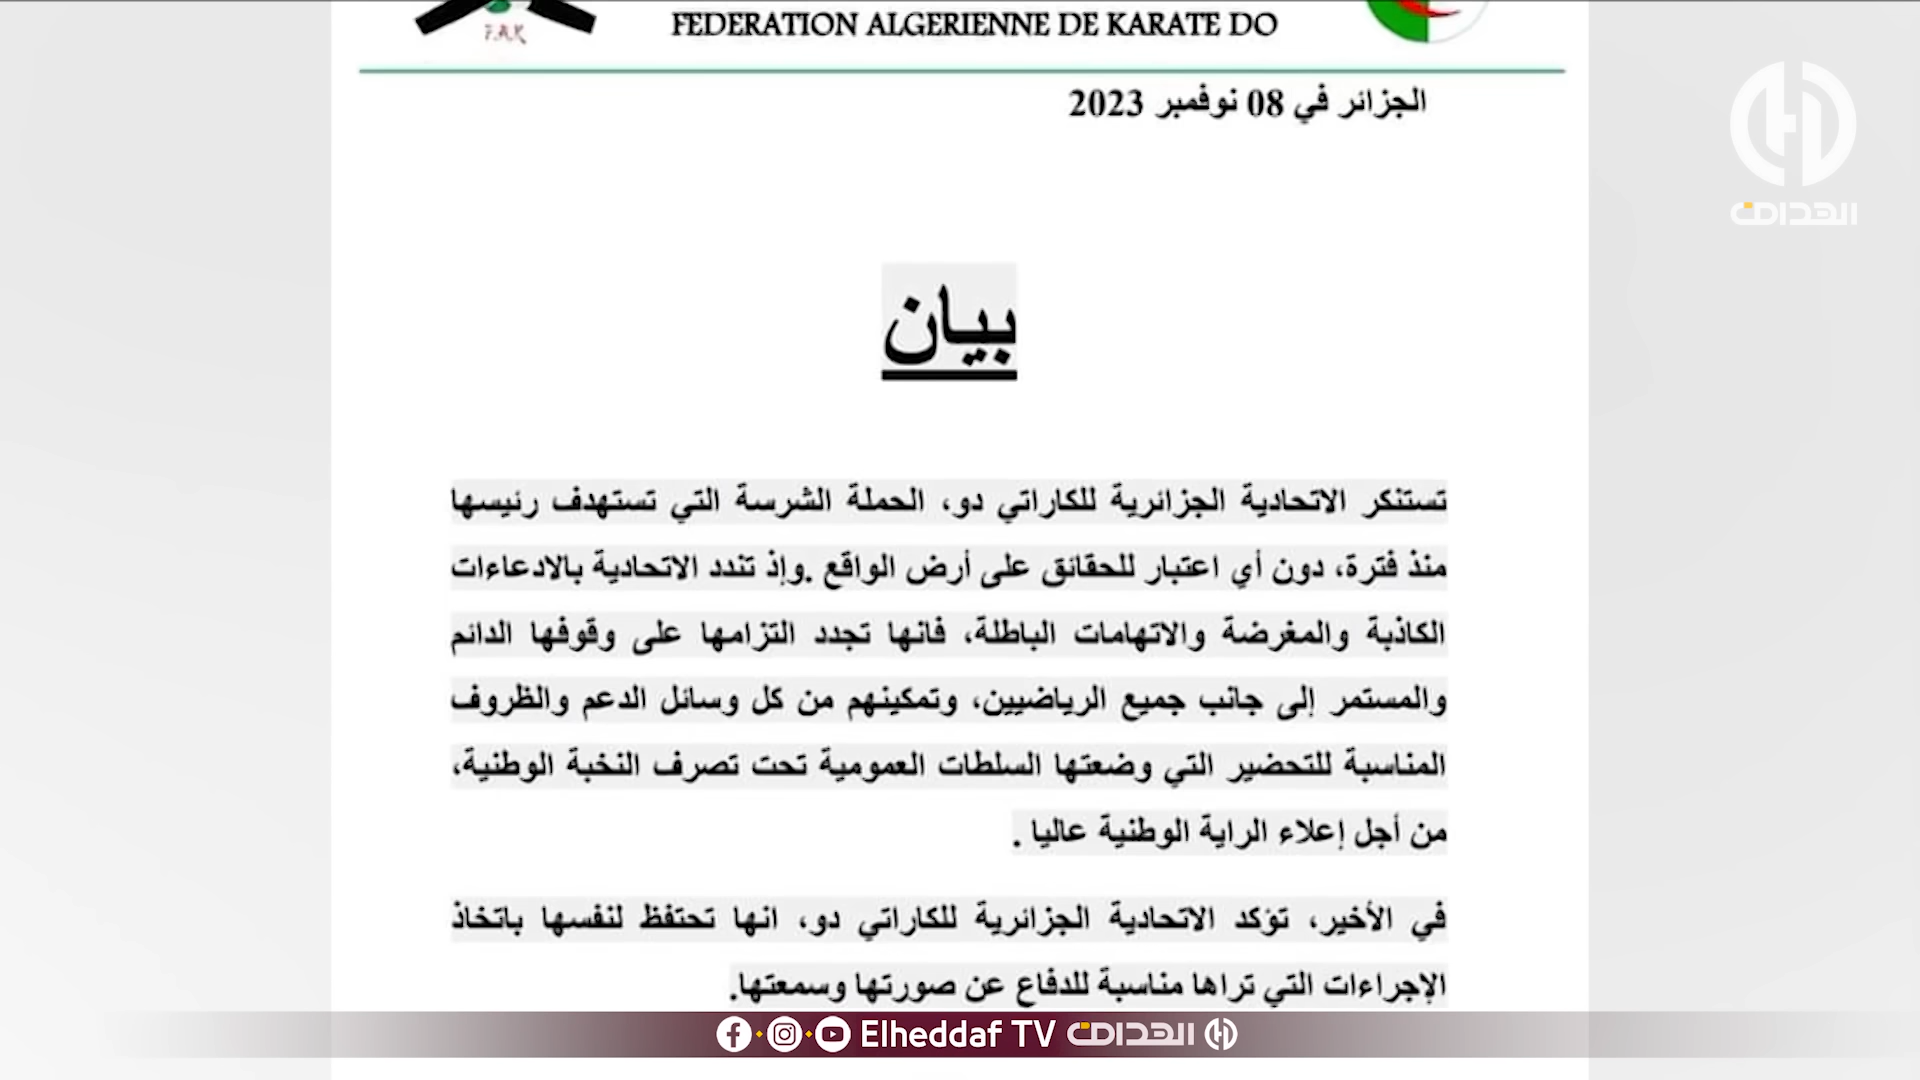 F.A.K
FEDERATION ALGERIENNE DE KARATE DO
الجزائر في 08 نوفمبر 2023
الهداف
بيان
تستنكر الاتحادية الجزائرية للكاراتي دو، الحملة الشرسة التي تستهدف رئيسها
منذ فترة، دون أي اعتبار للحقائق على أرض الواقع .وإذ تندد الاتحادية بالادعاءات
الكاذبة والمغرضة والاتهامات الباطلة، فانها تجدد التزامها على وقوفها الدائم
والمستمر إلى جانب جميع الرياضيين، وتمكينهم من كل وسائل الدعم والظروف
المناسبة للتحضير التي وضعتها السلطات العمومية تحت تصرف النخبة الوطنية،
من أجل إعلاء الراية الوطنية عاليا .
في الأخير، تؤكد الاتحادية الجزائرية للكاراتي دو، انها تحتفظ لنفسها باتخاذ
الإجراءات التي تراها مناسبة للدفاع عن صورتها وسمعتها.
Elheddaf TV الهداف